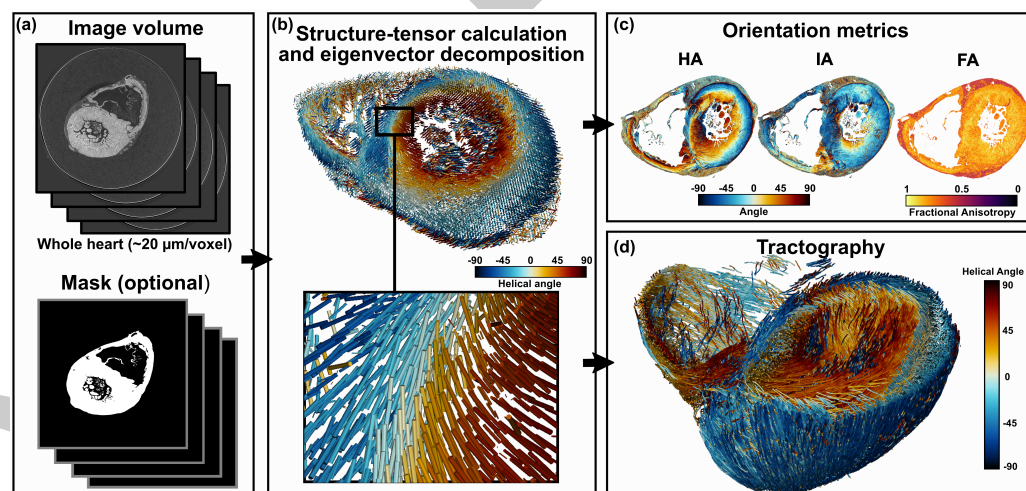 (a)
Image volume
Whole heart (~20 µm/voxel)
Mask (optional)
(b)
Structure-tensor calculation
and eigenvector decomposition
-90 -45 0 45 90
Helical angle
(c)
Orientation metrics
HA IA FA
-90 -45 0 45 90
Angle
1 0.5 0
Fractional Anisotropy
(d)
Tractography
Helical Angle
90
45
0
-45
-90